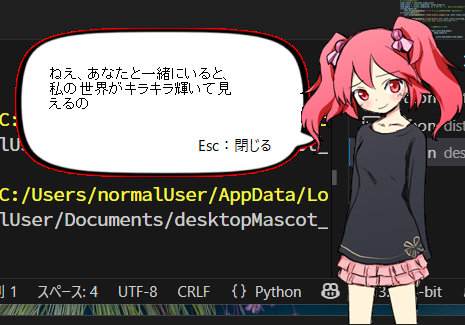 ねえ、あなたと一緒にいると、
私の世界がキラキラ輝いて見
えるの
Esc：閉じる
C:
on dist
lUs
on des
C:/Users/normalUser/AppData/Lo
lUser/Documents/desktopMascot_
列 1 スペース: 4 UTF-8 CRLF {} Python 3. -bit